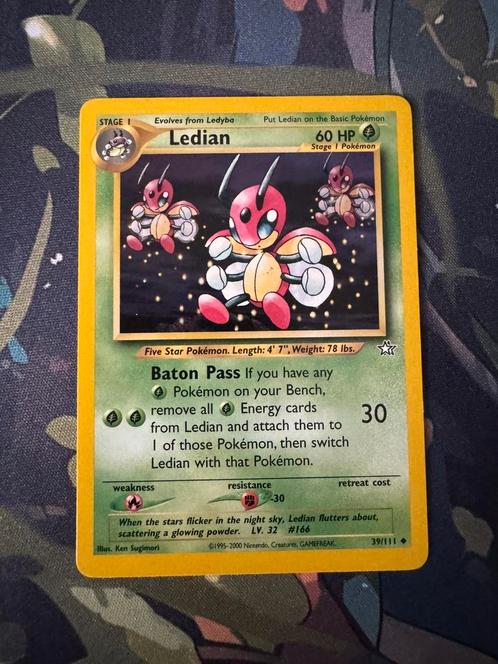 STAGE 1 Evolves from Ledyba Put Ledian on the Basic Pokémon
Ledian 60 HP
Stage 1 Pokémon
Five Star Pokémon. Length: 4' 7", Weight: 78 lbs.
Baton Pass If you have any
Pokémon on your Bench,
remove all Energy cards
from Ledian and attach them to
1 of those Pokémon, then switch
Ledian with that Pokémon.
30
weakness resistance retreat cost
-30
When the stars flicker in the night sky, Ledian flutters about,
scattering a glowing powder. LV. 32 #166
Illus. Ken Sugimori ©1995-2000 Nintendo, Creatures, GAMEFREAK. 39/111